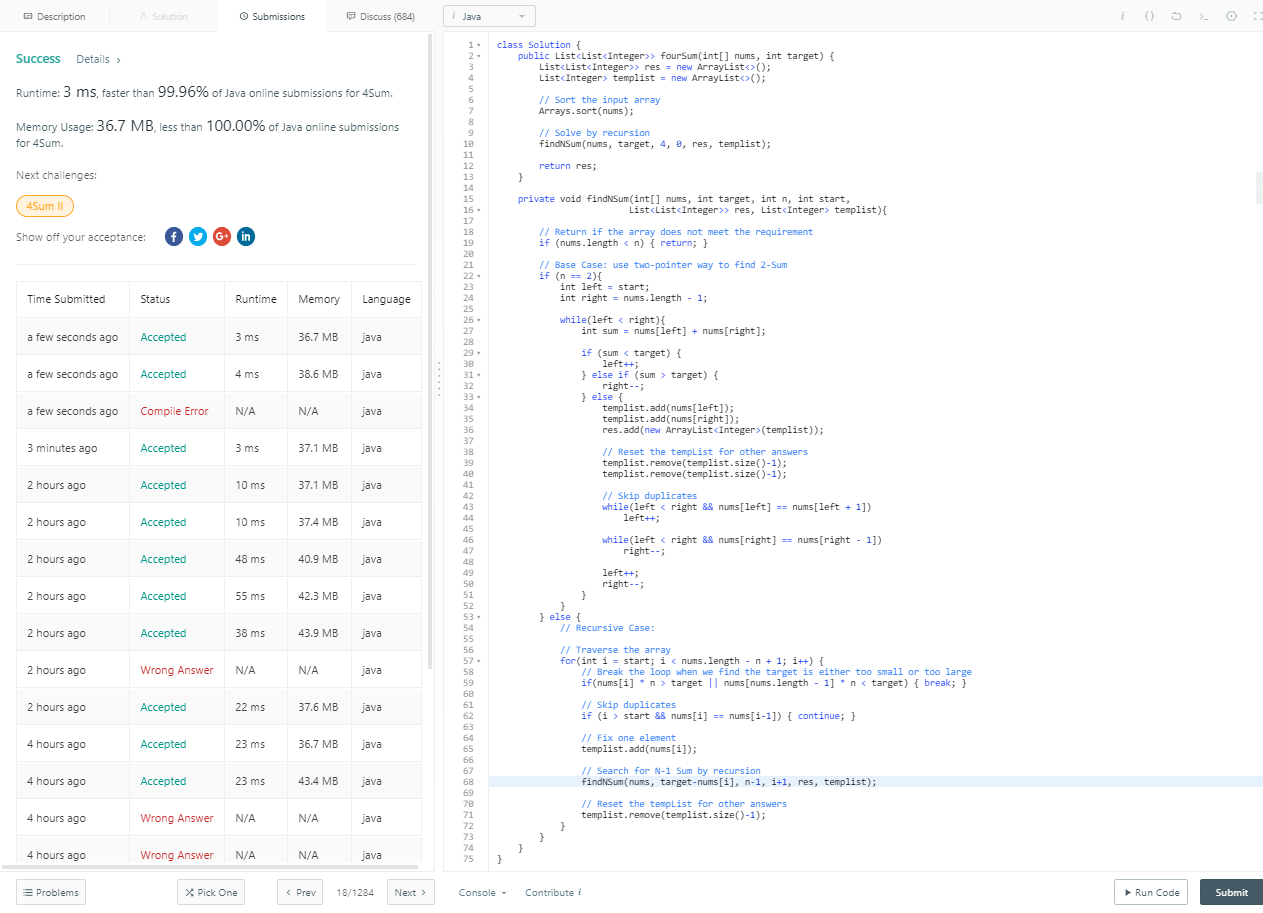 Description
Solution
Submissions
Discuss (684)
i Java
i {} >_
Success Details ›
Runtime: 3 ms, faster than 99.96% of Java online submissions for 4Sum.
Memory Usage: 36.7 MB, less than 100.00% of Java online submissions
for 4Sum.
Next challenges:
4Sum II
Show off your acceptance: f G+ in
Time Submitted Status Runtime Memory Language
a few seconds ago Accepted 3 ms 36.7 MB java
a few seconds ago Accepted 4 ms 38.6 MB java
a few seconds ago Compile Error N/A N/A java
3 minutes ago Accepted 3 ms 37.1 MB java
2 hours ago Accepted 10 ms 37.1 MB java
2 hours ago Accepted 10 ms 37.4 MB java
2 hours ago Accepted 48 ms 40.9 MB java
2 hours ago Accepted 55 ms 42.3 MB java
2 hours ago Accepted 38 ms 43.9 MB java
2 hours ago Wrong Answer N/A N/A java
2 hours ago Accepted 22 ms 37.6 MB java
4 hours ago Accepted 23 ms 36.7 MB java
4 hours ago Accepted 23 ms 43.4 MB java
4 hours ago Wrong Answer N/A N/A java
4 hours ago Wrong Answer N/A N/A java
1 class Solution {
2     public List<List<Integer>> fourSum(int[] nums, int target) {
3         List<List<Integer>> res = new ArrayList<>();
4         List<Integer> templist = new ArrayList<>();
5
6         // Sort the input array
7         Arrays.sort(nums);
8
9         // Solve by recursion
10         findNSum(nums, target, 4, 0, res, templist);
11
12         return res;
13     }
14
15     private void findNSum(int[] nums, int target, int n, int start,
16                          List<List<Integer>> res, List<Integer> templist){
17
18         // Return if the array does not meet the requirement
19         if (nums.length < n) { return; }
20
21         // Base Case: use two-pointer way to find 2-Sum
22         if (n == 2){
23             int left = start;
24             int right = nums.length - 1;
25
26             while(left < right){
27                 int sum = nums[left] + nums[right];
28
29                 if (sum < target) {
30                     left++;
31                 } else if (sum > target) {
32                     right--;
33                 } else {
34                     templist.add(nums[left]);
35                     templist.add(nums[right]);
36                     res.add(new ArrayList<Integer>(templist));
37
38                     // Reset the tempList for other answers
39                     templist.remove(templist.size()-1);
40                     templist.remove(templist.size()-1);
41
42                     // Skip duplicates
43                     while(left < right && nums[left] == nums[left + 1])
44                         left++;
45
46                     while(left < right && nums[right] == nums[right - 1])
47                         right--;
48
49                     left++;
50                     right--;
51                 }
52             }
53         } else {
54             // Recursive Case:
55
56             // Traverse the array
57             for(int i = start; i < nums.length - n + 1; i++) {
58                 // Break the loop when we find the target is either too small or too large
59                 if(nums[i] * n > target || nums[nums.length - 1] * n < target) { break; }
60
61                 // Skip duplicates
62                 if (i > start && nums[i] == nums[i-1]) { continue; }
63
64                 // Fix one element
65                 templist.add(nums[i]);
66
67                 // Search for N-1 Sum by recursion
68                 findNSum(nums, target-nums[i], n-1, i+1, res, templist);
69
70                 // Reset the tempList for other answers
71                 templist.remove(templist.size()-1);
72             }
73         }
74     }
75 }
Problems
Pick One
‹ Prev
18/1284
Next ›
Console
Contribute i
Run Code
Submit